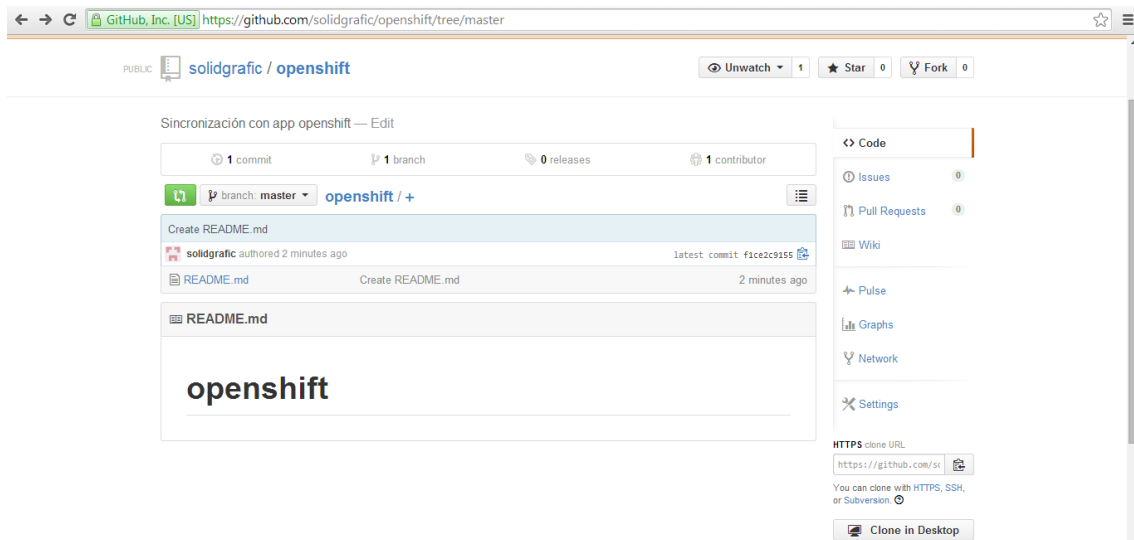 GitHub, Inc. [US] https://github.com/solidgrafic/openshift/tree/master
PUBLIC solidgrafic / openshift
Unwatch 1 Star 0 Fork 0
Sincronización con app openshift — Edit
1 commit 1 branch 0 releases 1 contributor
branch: master openshift / +
Create README.md
solidgrafic authored 2 minutes ago latest commit f1ce2c9155
README.md Create README.md 2 minutes ago
README.md
openshift
Code
Issues 0
Pull Requests 0
Wiki
Pulse
Graphs
Network
Settings
HTTPS clone URL
https://github.com/so
You can clone with HTTPS, SSH,
or Subversion.
Clone in Desktop